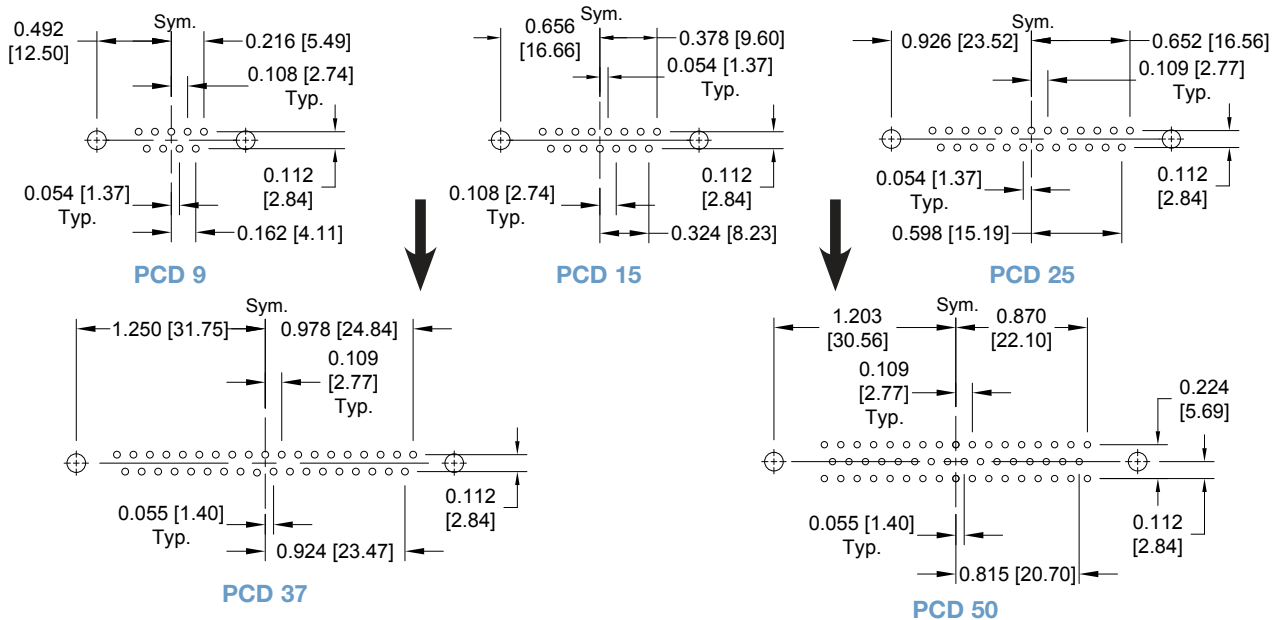 Sym.
0.492
[12.50]
0.216 [5.49]
0.108 [2.74]
Typ.
0.112
[2.84]
0.054 [1.37]
Typ.
0.162 [4.11]
PCD 9
Sym.
0.656
[16.66]
0.378 [9.60]
0.054 [1.37]
Typ.
0.108 [2.74]
Typ.
0.112
[2.84]
0.324 [8.23]
PCD 15
Sym.
0.926 [23.52]
0.652 [16.56]
0.109 [2.77]
Typ.
0.054 [1.37]
Typ.
0.112
[2.84]
0.598 [15.19]
PCD 25
Sym.
1.250 [31.75]
0.978 [24.84]
0.109
[2.77]
Typ.
0.112
[2.84]
0.055 [1.40]
Typ.
0.924 [23.47]
PCD 37
Sym.
1.203
[30.56]
0.870
[22.10]
0.109
[2.77]
Typ.
0.224
[5.69]
0.055 [1.40]
Typ.
0.112
[2.84]
0.815 [20.70]
PCD 50